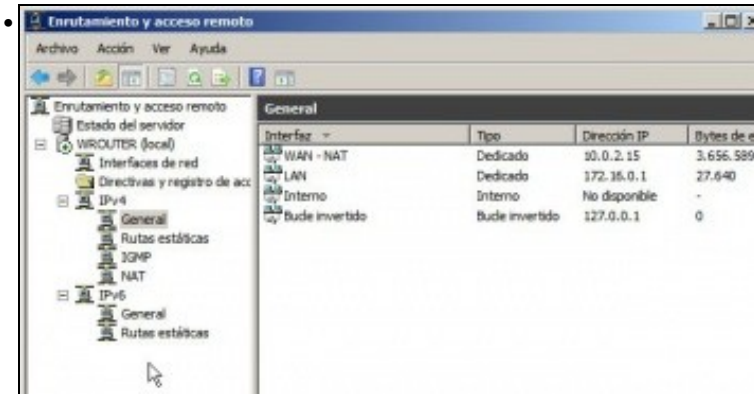 Enrutamiento y acceso remoto
Archivo Acción Ver Ayuda
Enrutamiento y acceso remoto
Estado del servidor
WROUTER (local)
Interfaces de red
Directivas y registro de acc
IPv4
General
Rutas estáticas
IGMP
NAT
IPv6
General
Rutas estáticas
General
Interfaz Tipo Dirección IP Bytes de e
WAN - NAT Dedicado 10.0.2.15 3.656.589
LAN Dedicado 172.16.0.1 27.640
Interno Interno No disponible -
Bucle invertido Bucle invertido 127.0.0.1 0